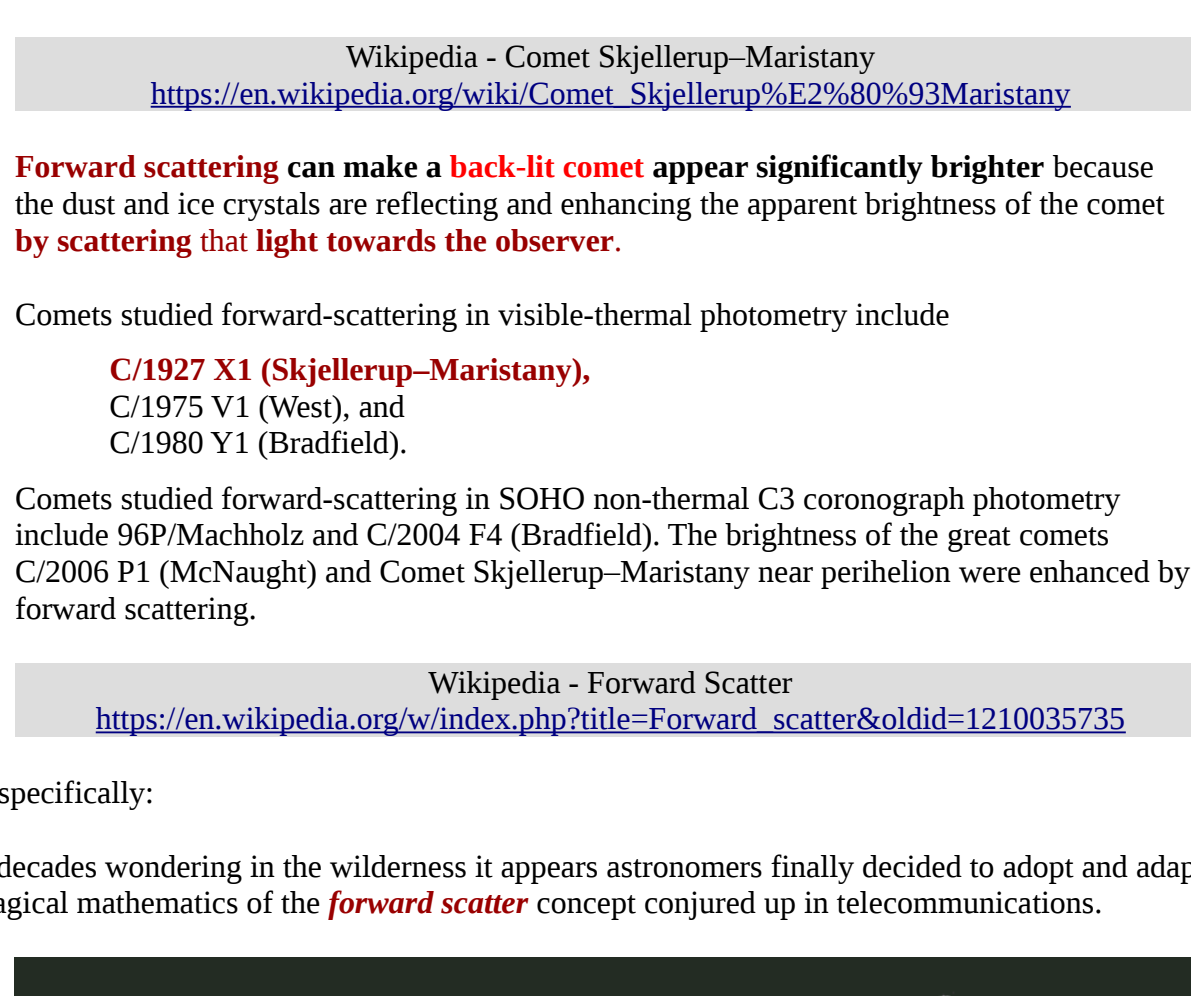 Wikipedia - Comet Skjellerup–Maristany
https://en.wikipedia.org/wiki/Comet_Skjellerup%E2%80%93Maristany
Forward scattering can make a back-lit comet appear significantly brighter because
the dust and ice crystals are reflecting and enhancing the apparent brightness of the comet
by scattering that light towards the observer.
Comets studied forward-scattering in visible-thermal photometry include
C/1927 X1 (Skjellerup–Maristany),
C/1975 V1 (West), and
C/1980 Y1 (Bradfield).
Comets studied forward-scattering in SOHO non-thermal C3 coronograph photometry
include 96P/Machholz and C/2004 F4 (Bradfield). The brightness of the great comets
C/2006 P1 (McNaught) and Comet Skjellerup–Maristany near perihelion were enhanced by
forward scattering.
Wikipedia - Forward Scatter
https://en.wikipedia.org/w/index.php?title=Forward_scatter&oldid=1210035735
specifically:
decades wondering in the wilderness it appears astronomers finally decided to adopt and adap
agical mathematics of the forward scatter concept conjured up in telecommunications.